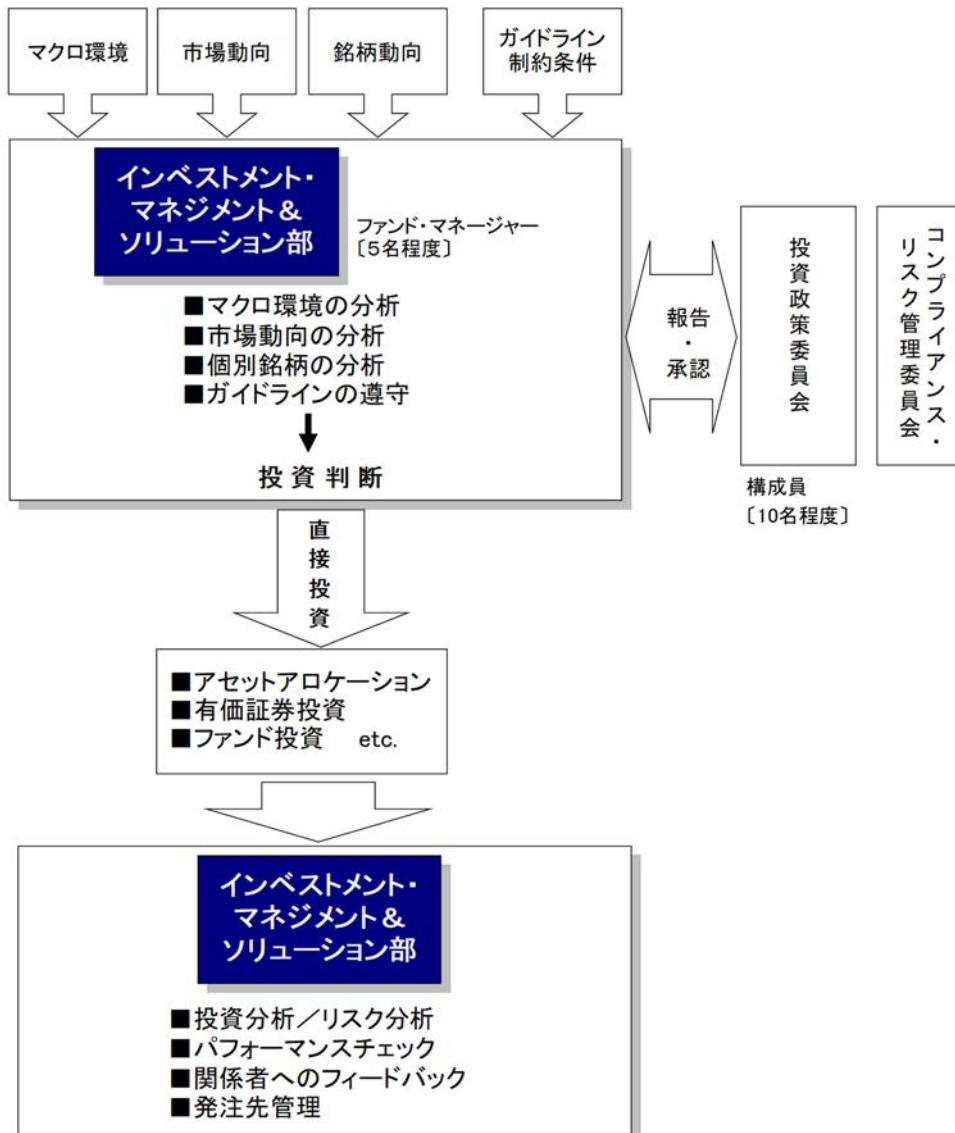 マクロ環境
市場動向
銘柄動向
ガイドライン
制約条件
インベストメント・
マネジメント＆
ソリューション部
ファンド・マネージャー
〔5名程度〕
■マクロ環境の分析
■市場動向の分析
■個別銘柄の分析
■ガイドラインの遵守
投資判断
報告
・
承認
投資政策委員会
コンプライアンス・
リスク管理委員会
構成員
〔10名程度〕
直接投資
■アセットアロケーション
■有価証券投資
■ファンド投資　etc.
インベストメント・
マネジメント＆
ソリューション部
■投資分析／リスク分析
■パフォーマンスチェック
■関係者へのフィードバック
■発注先管理